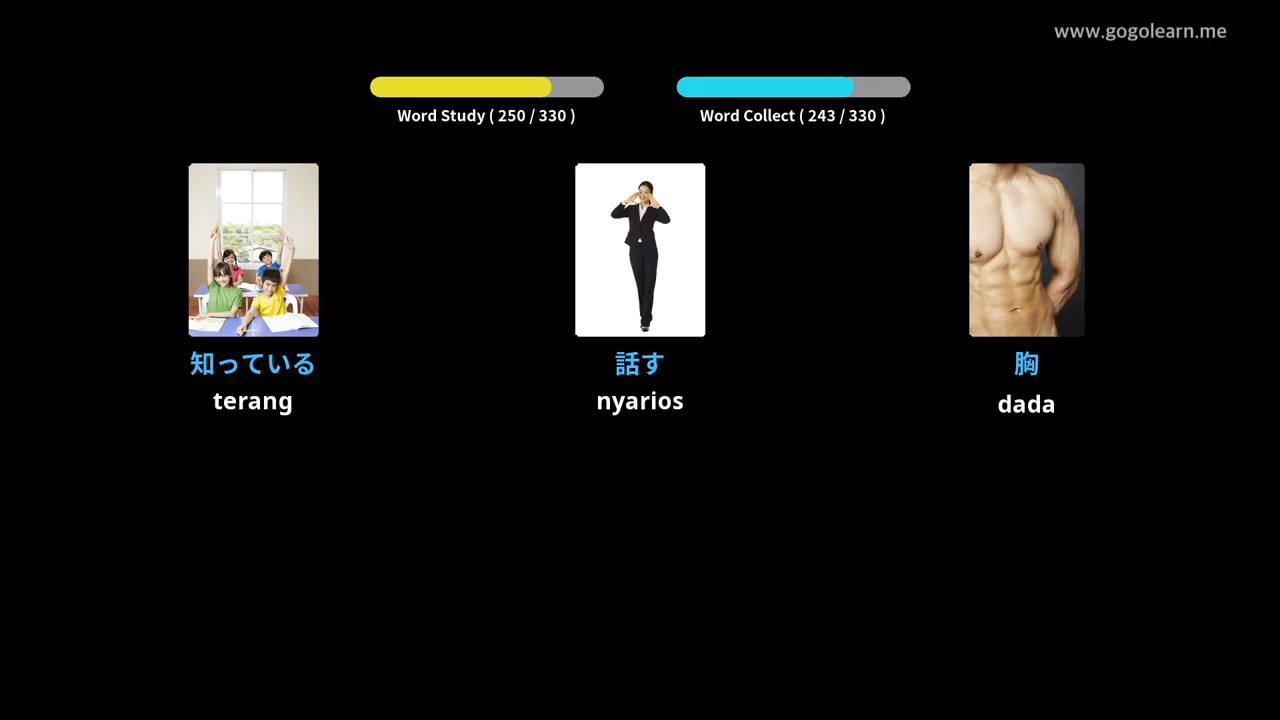 www.gogolearn.me
Word Study ( 250 / 330 )
Word Collect ( 243 / 330 )
知っている
話す
胸
terang
nyarios
dada